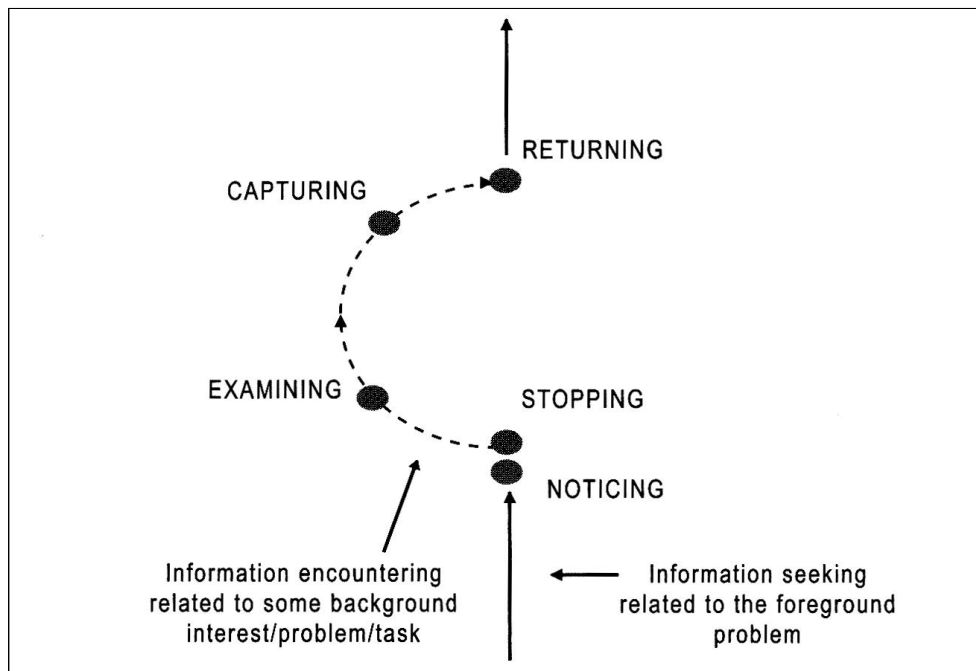 RETURNING
CAPTURING
EXAMINING
STOPPING
NOTICING
Information encountering
related to some background
interest/problem/task
Information seeking
related to the foreground
problem